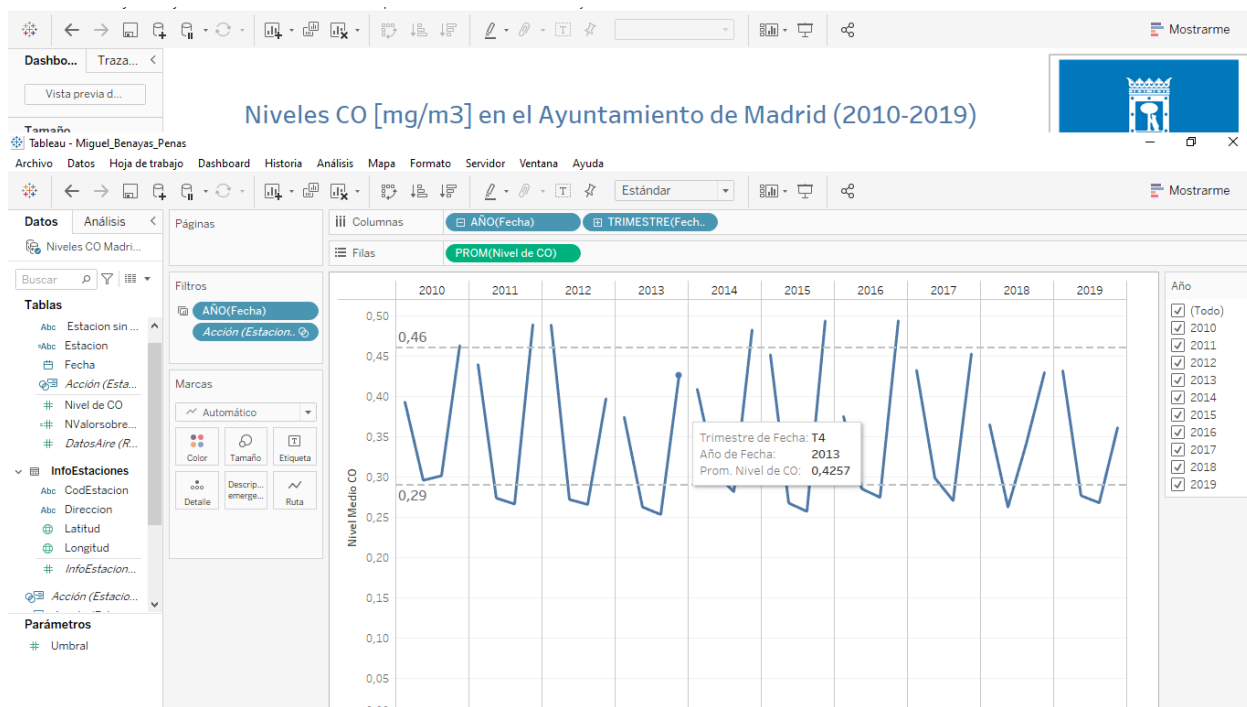 Mostrarme
Dashbo...
Traza...
Vista previa d...
Niveles CO [mg/m3] en el Ayuntamiento de Madrid (2010-2019)
Tamaño
Tableau - Miguel_Benayas_Penas
Archivo Datos Hoja de trabajo Dashboard Historia Análisis Mapa Formato Servidor Ventana Ayuda
Estándar
Mostrarme
Datos
Análisis
Niveles CO Madri...
Buscar
Tablas
Abc Estacion sin ...
=Abc Estacion
Fecha
Acción (Esta...
# Nivel de CO
=# NValorsobre...
# DatosAire (R...
InfoEstaciones
Abc CodEstacion
Abc Direccion
Latitud
Longitud
# InfoEstacion...
Acción (Estacio...
Parámetros
# Umbral
Páginas
Filtros
AÑO(Fecha)
Acción (Estacion..
Marcas
Automático
Color
Tamaño
Etiqueta
Detalle
Descrip... emerge...
Ruta
iii Columnas
AÑO(Fecha)
TRIMESTRE(Fech..
Filas
PROM(Nivel de CO)
2010 2011 2012 2013 2014 2015 2016 2017 2018 2019
0,50
0,46
0,45
0,40
0,35
0,30
0,29
0,25
0,20
0,15
0,10
0,05
Nivel Medio CO
Trimestre de Fecha: T4
Año de Fecha: 2013
Prom. Nivel de CO: 0,4257
Año
(Todo)
2010
2011
2012
2013
2014
2015
2016
2017
2018
2019